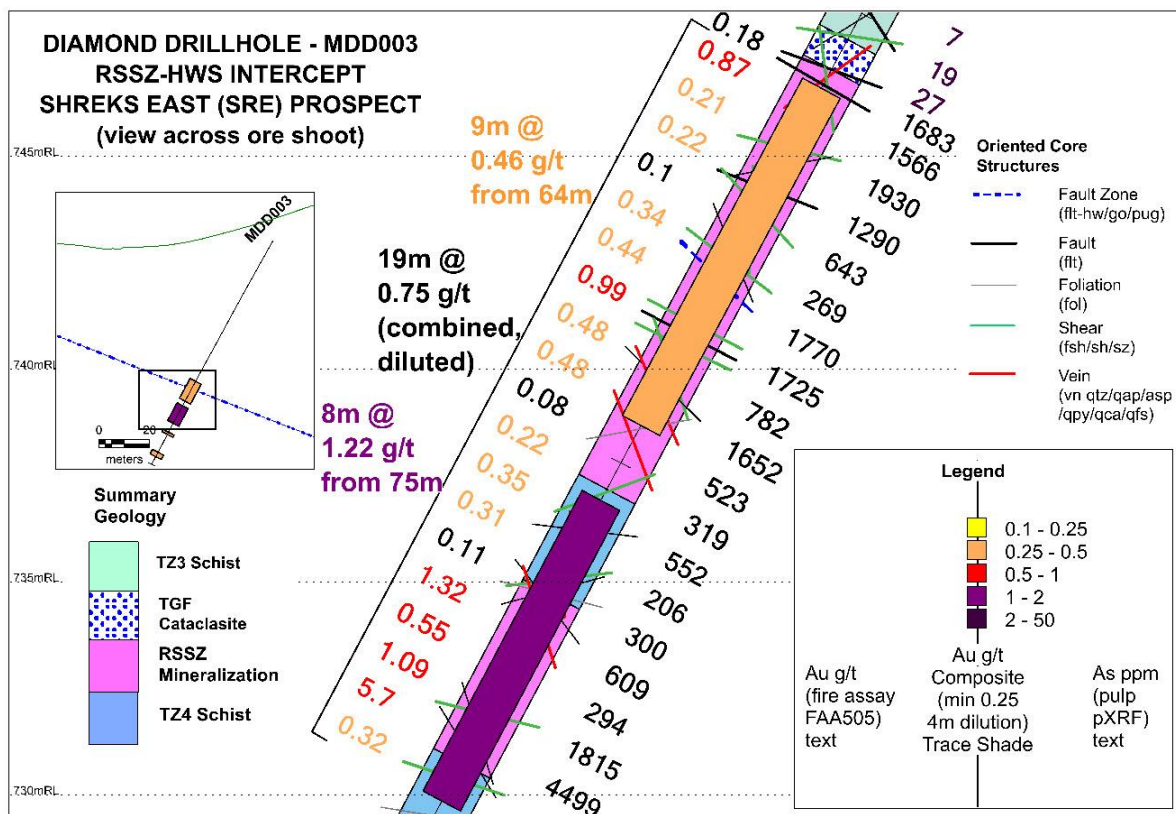 DIAMOND DRILLHOLE - MDD003
RSSZ-HWS INTERCEPT
SHREKS EAST (SRE) PROSPECT
(view across ore shoot)
745mRL
740mRL
735mRL
730mRL
MDD003
0 20
meters
Summary
Geology
TZ3 Schist
TGF
Cataclasite
RSSZ
Mineralization
TZ4 Schist
9m @
0.46 g/t
from 64m
19m @
0.75 g/t
(combined,
diluted)
8m @
1.22 g/t
from 75m
0.18
0.87
0.21
0.22
0.1
0.34
0.44
0.99
0.48
0.48
0.08
0.22
0.35
0.31
0.11
1.32
0.55
1.09
5.7
0.32
7
19
27
1683
1566
1930
1290
643
269
1770
1725
782
1652
523
319
552
206
300
609
294
1815
4499
Oriented Core
Structures
Fault Zone
(flt-hw/go/pug)
Fault
(flt)
Foliation
(fol)
Shear
(fsh/sh/sz)
Vein
(vn qtz/qap/asp
/qpy/qca/qfs)
Legend
0.1 - 0.25
0.25 - 0.5
0.5 - 1
1 - 2
2 - 50
Au g/t
(fire assay
FAA505)
text
Au g/t
Composite
(min 0.25
4m dilution)
Trace Shade
As ppm
(pulp
pXRF)
text